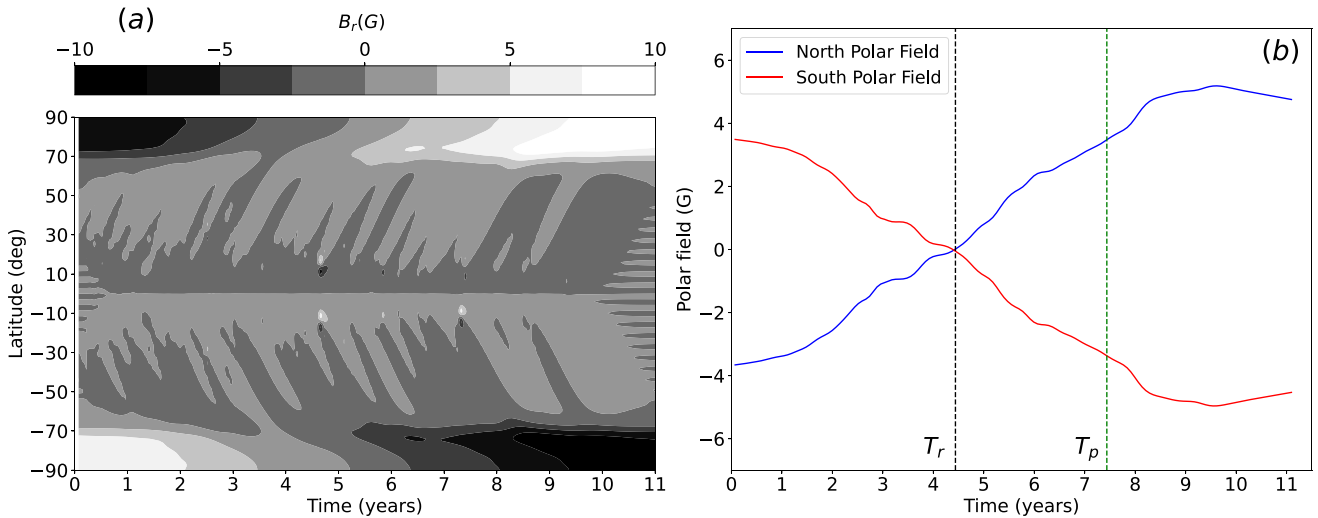 (a)
B_r(G)
−10 −5 0 5 10
90
70
50
30
10
−10
−30
−50
−70
−90
Latitude (deg)
0 1 2 3 4 5 6 7 8 9 10 11
Time (years)
(b)
North Polar Field
South Polar Field
6
4
2
0
−2
−4
−6
Polar field (G)
T_r
T_p
0 1 2 3 4 5 6 7 8 9 10 11
Time (years)